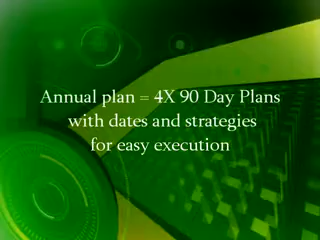 Annual plan = 4X 90 Day Plans
with dates and strategies
for easy execution